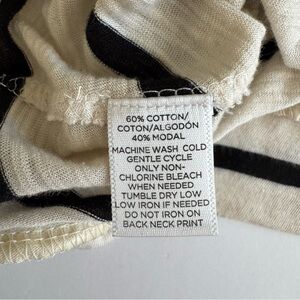 60% COTTON/
COTON/ALGODÓN
40% MODAL
MACHINE WASH COLD
GENTLE CYCLE
ONLY NON-
CHLORINE BLEACH
WHEN NEEDED
TUMBLE DRY LOW
LOW IRON IF NEEDED
DO NOT IRON ON
BACK NECK PRINT